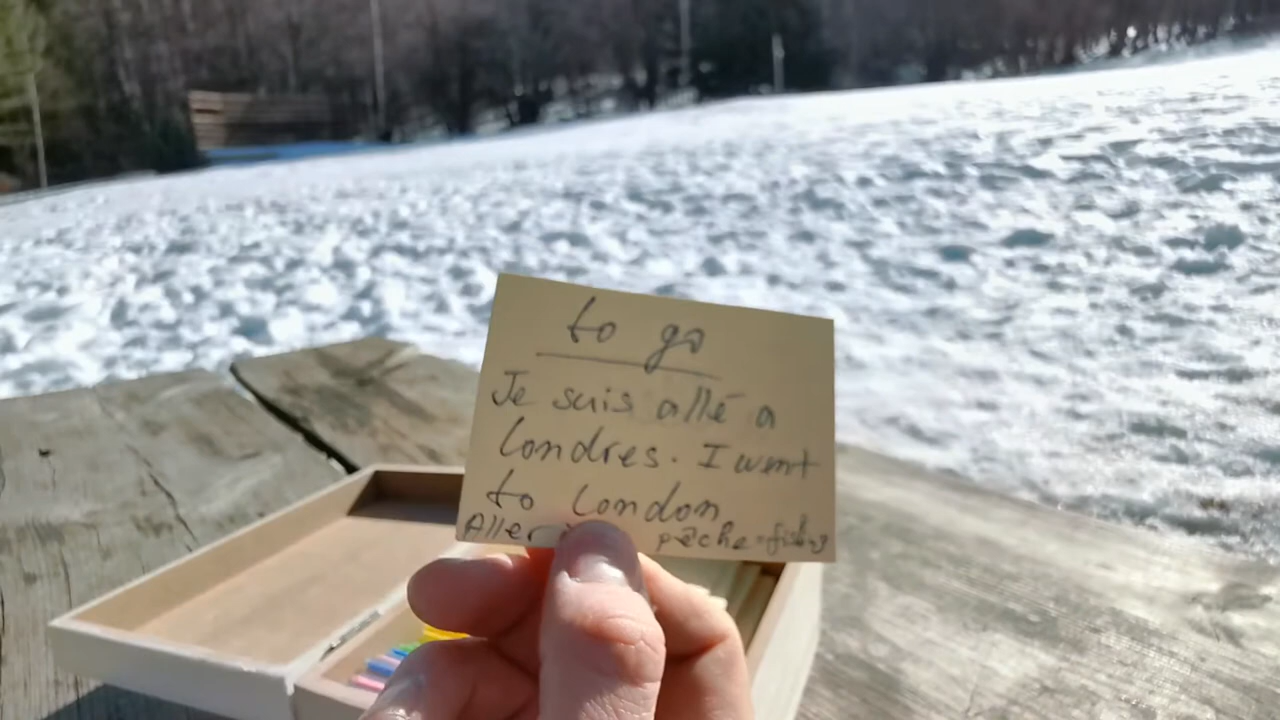 to go
Je suis allé a
Londres. I went
to London
Aller pêche = fishing